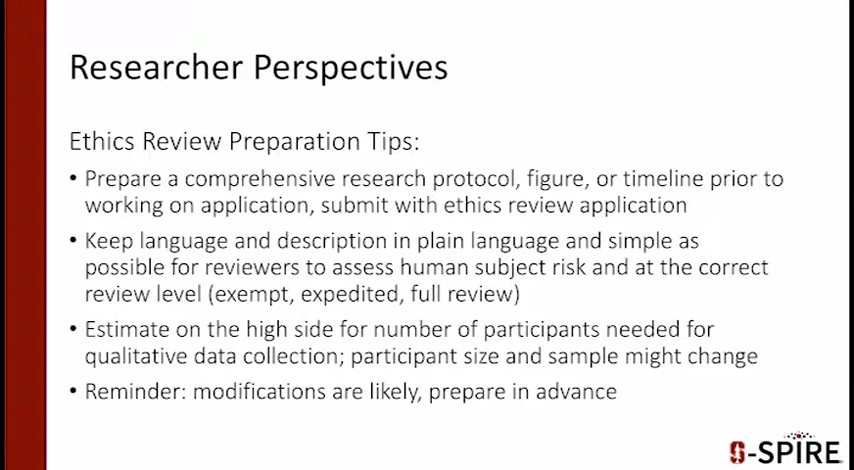 Researcher Perspectives
Ethics Review Preparation Tips:
• Prepare a comprehensive research protocol, figure, or timeline prior to
working on application, submit with ethics review application
• Keep language and description in plain language and simple as
possible for reviewers to assess human subject risk and at the correct
review level (exempt, expedited, full review)
• Estimate on the high side for number of participants needed for
qualitative data collection; participant size and sample might change
• Reminder: modifications are likely, prepare in advance
S-SPIRE